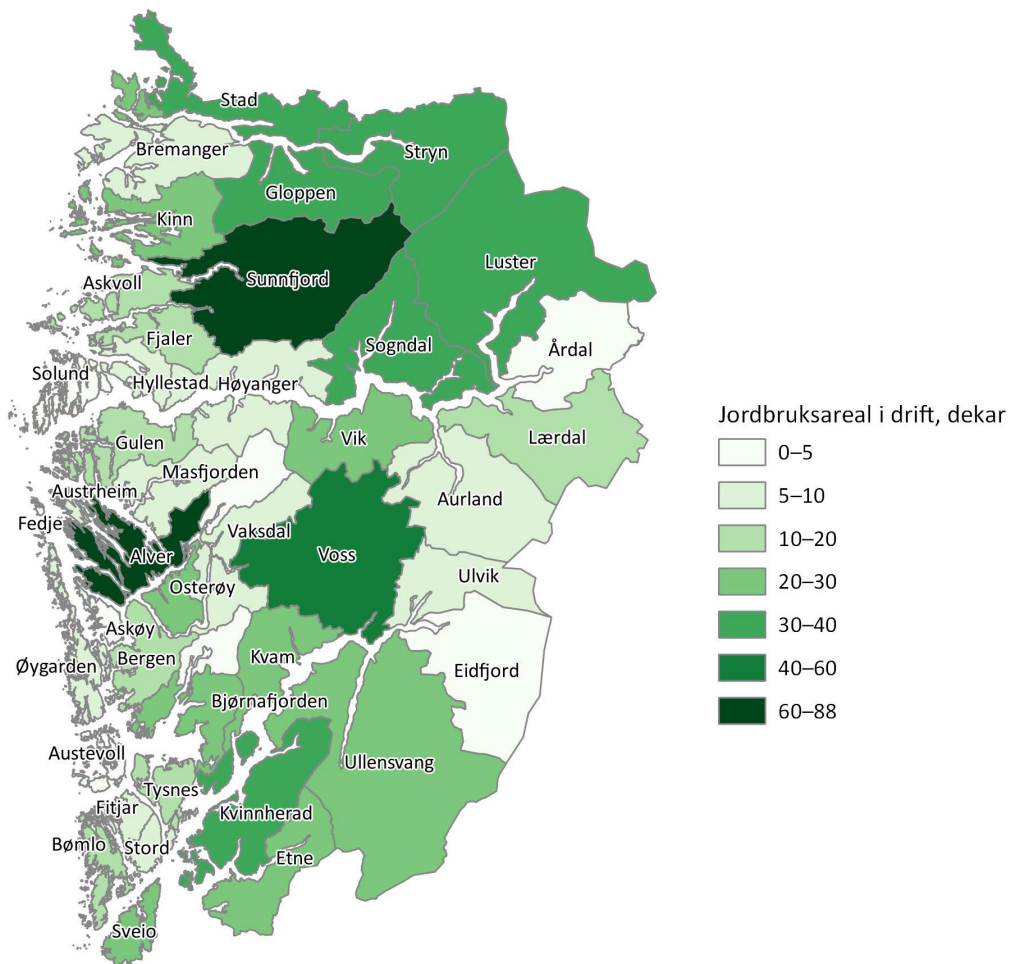 Stad
Bremanger
Stryn
Gloppen
Kinn
Luster
Sunnfjord
Askvoll
Fjaler
Sogndal
Årdal
Solund
Hyllestad
Høyanger
Jordbruksareal i drift, dekar
Gulen
Vik
Lærdal
0–5
Masfjorden
Austrheim
5–10
Aurland
Fedje
Vaksdal
10–20
Alver
Voss
Ulvik
20–30
Osterøy
Askøy
30–40
Øygarden
Bergen
Kvam
Eidfjord
40–60
Bjørnafjorden
60–88
Austevoll
Ullensvang
Tysnes
Fitjar
Kvinnherad
Bømlo
Stord
Etne
Sveio